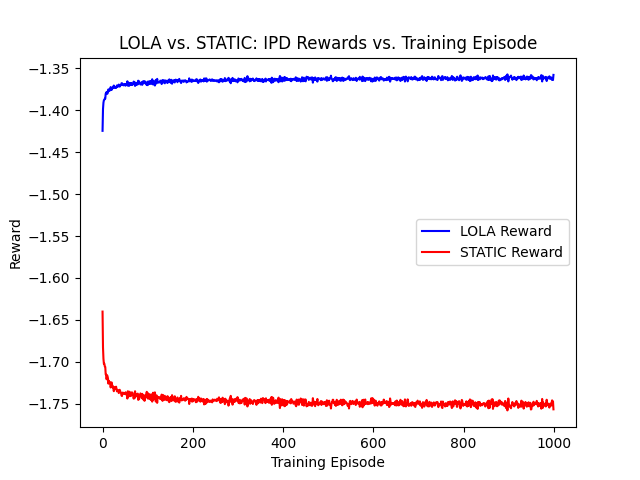 LOLA vs. STATIC: IPD Rewards vs. Training Episode
−1.35
−1.40
−1.45
−1.50
−1.55
−1.60
−1.65
−1.70
−1.75
Reward
LOLA Reward
STATIC Reward
0 200 400 600 800 1000
Training Episode